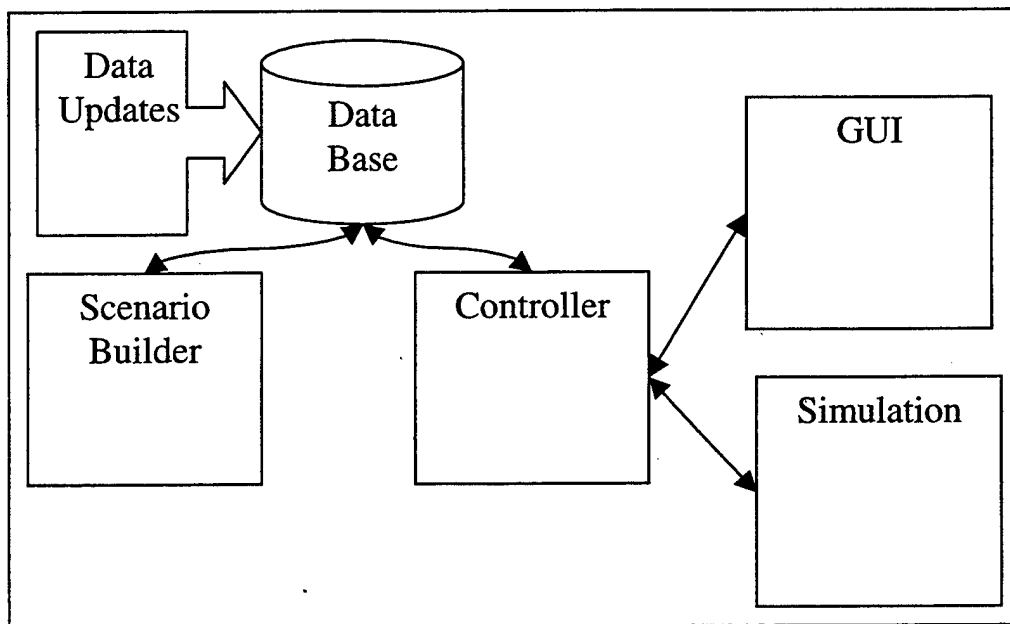 Data
Updates
Data
Base
GUI
Scenario
Builder
Controller
Simulation